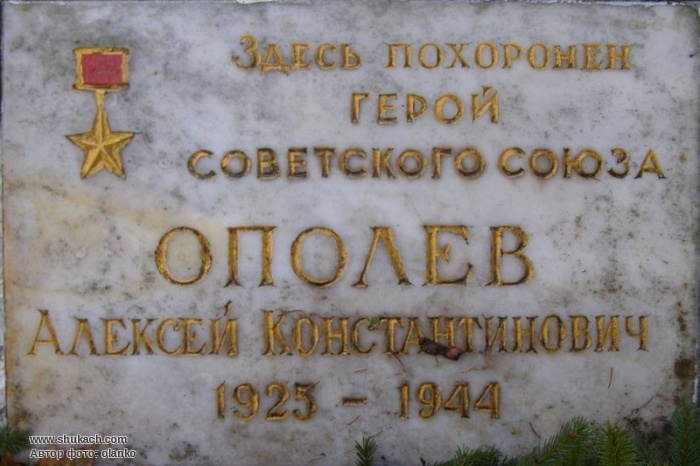 Здесь похоронен
герой
советского союза
Ополев
Алексей Константинович
1925 - 1944
www.shukach.com
Автор фото: olanko